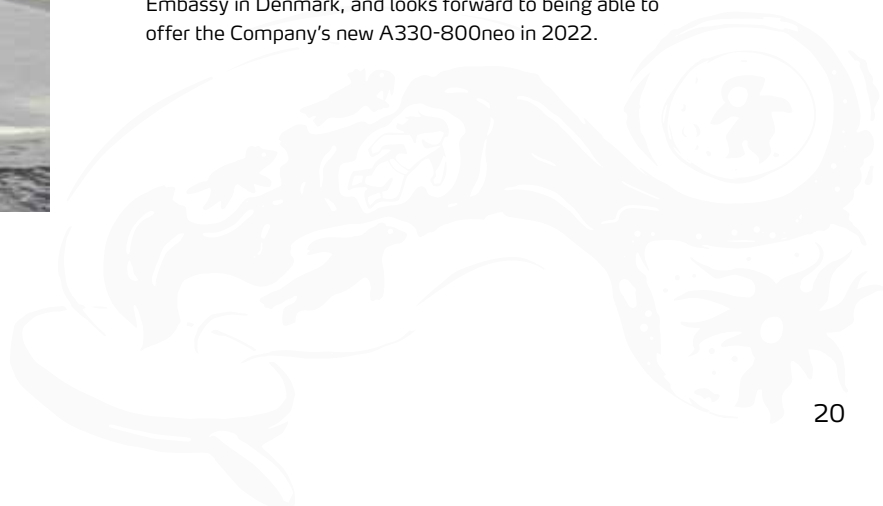 Embassy in Denmark, and looks forward to being able to
offer the Company's new A330-800neo in 2022.
20